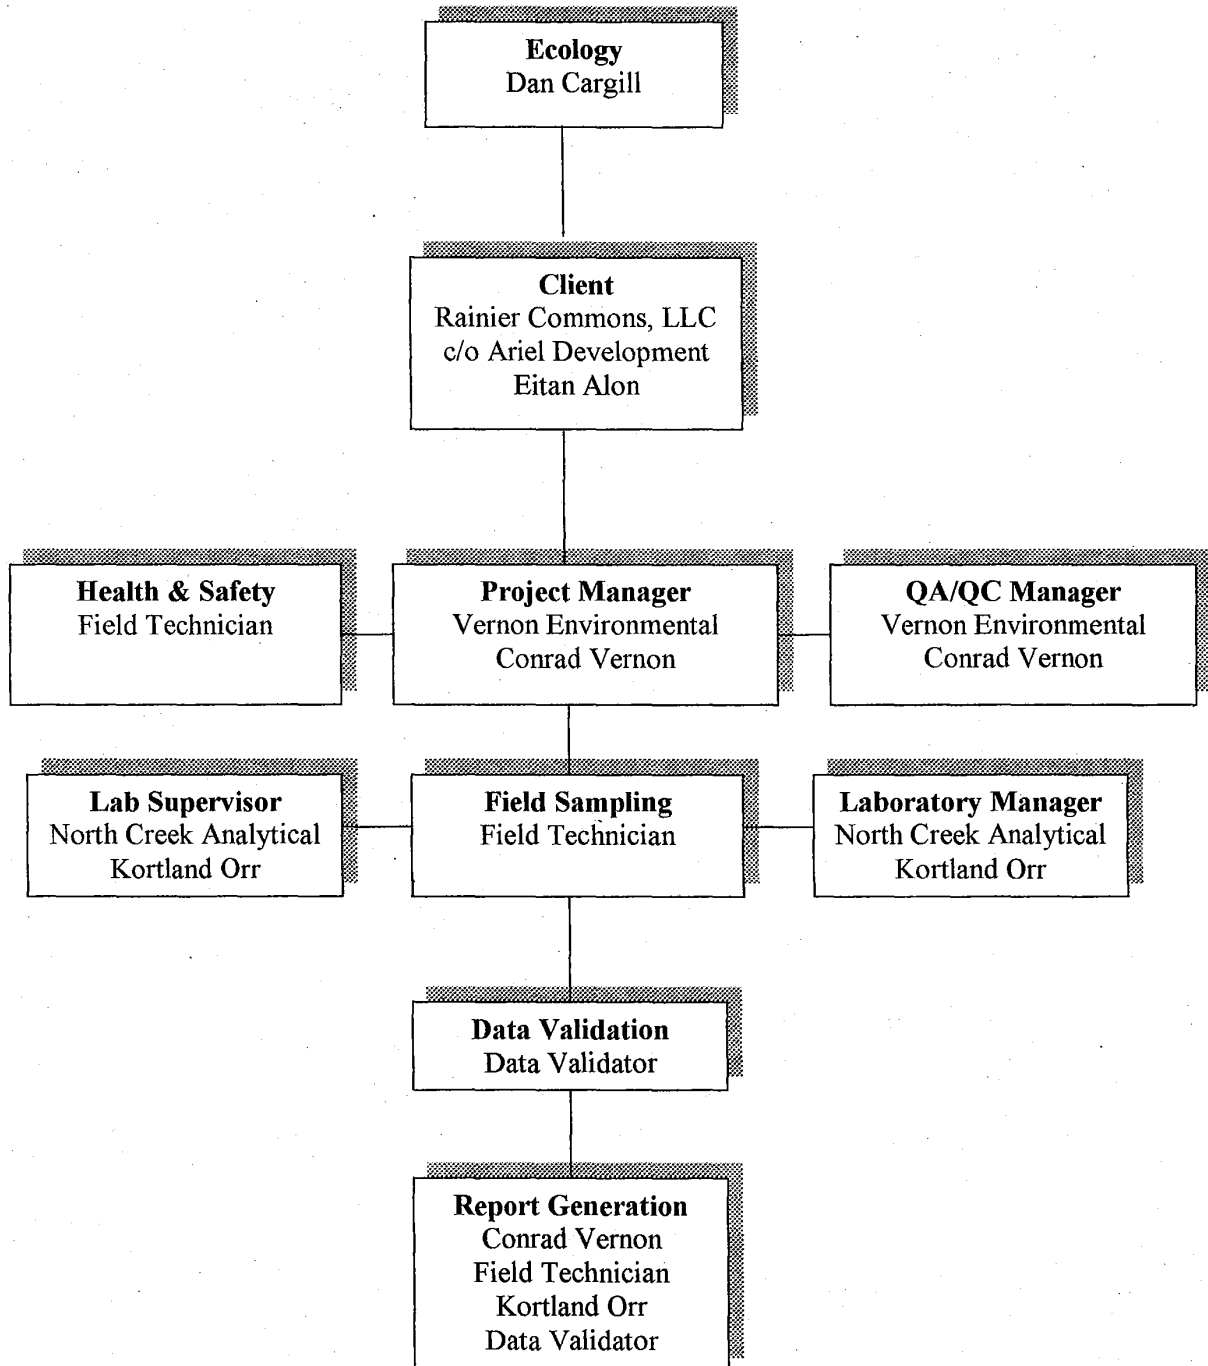 Ecology
Dan Cargill
Client
Rainier Commons, LLC
c/o Ariel Development
Eitan Alon
Health & Safety
Field Technician
Project Manager
Vernon Environmental
Conrad Vernon
QA/QC Manager
Vernon Environmental
Conrad Vernon
Lab Supervisor
North Creek Analytical
Kortland Orr
Field Sampling
Field Technician
Laboratory Manager
North Creek Analytical
Kortland Orr
Data Validation
Data Validator
Report Generation
Conrad Vernon
Field Technician
Kortland Orr
Data Validator